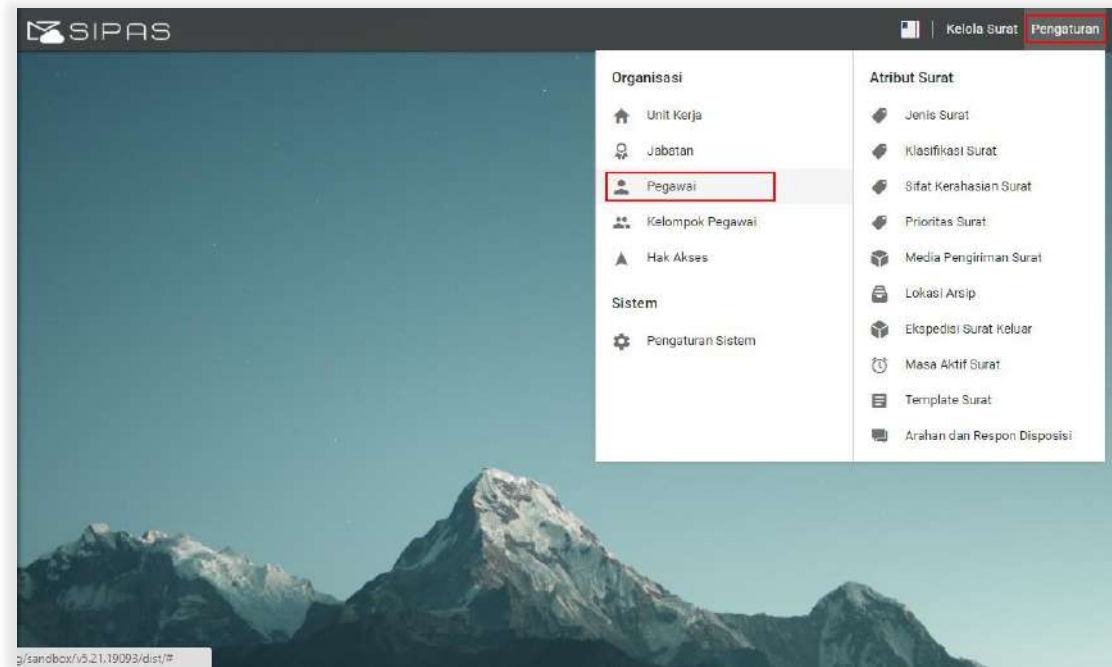 SIPAS
Kelola Surat Pengaturan
Organisasi
Unit Kerja
Jabatan
Pegawai
Kelompok Pegawai
Hak Akses
Sistem
Pengaturan Sistem
Atribut Surat
Jenis Surat
Klasifikasi Surat
Sifat Kerahasian Surat
Prioritas Surat
Media Pengiriman Surat
Lokasi Arsip
Ekspedisi Surat Keluar
Masa Aktif Surat
Template Surat
Arahan dan Respon Disposisi
g/sandbox/v5.21.19093/dist/#